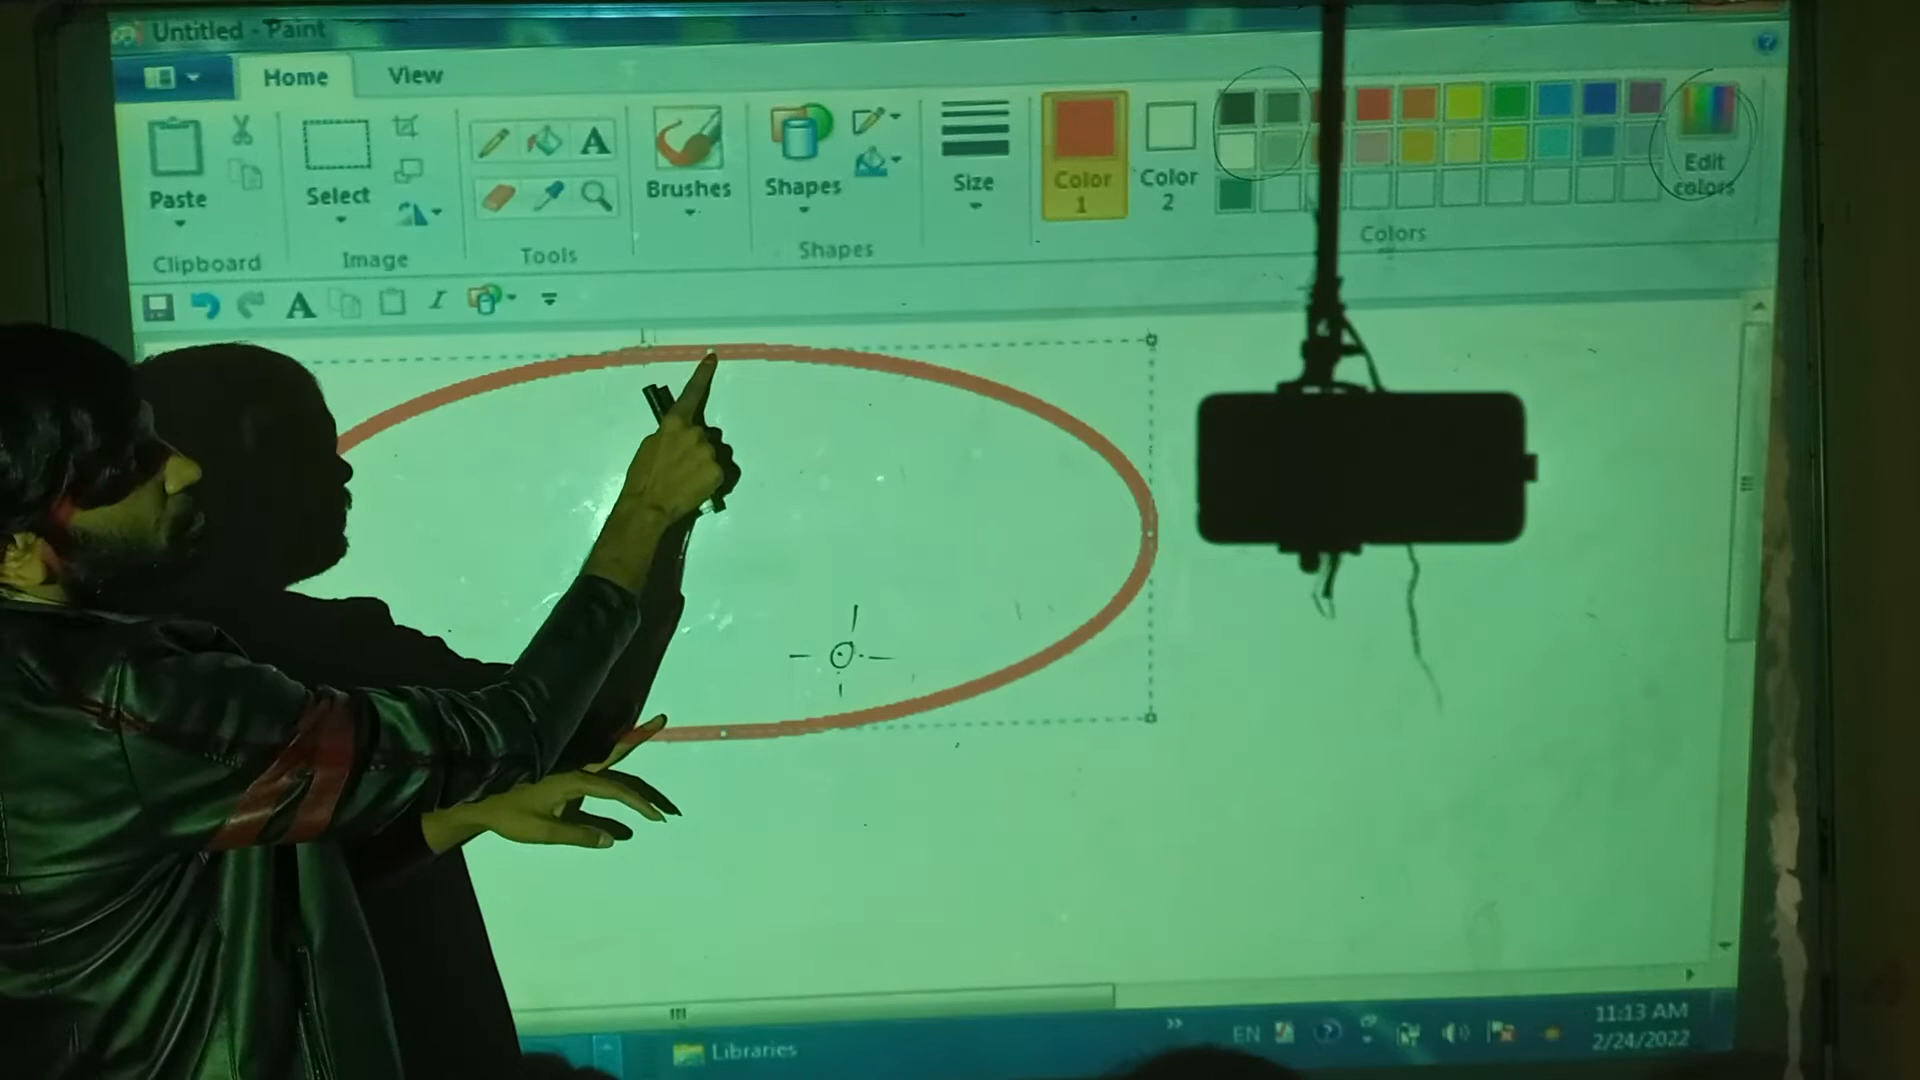 Untitled - Paint
Home View
Paste
Select
A
Brushes
Shapes
Size
Color 1
Color 2
Edit colors
Clipboard
Image
Tools
Shapes
Colors
A I
EN
11:13 AM
Libraries
2/24/2022